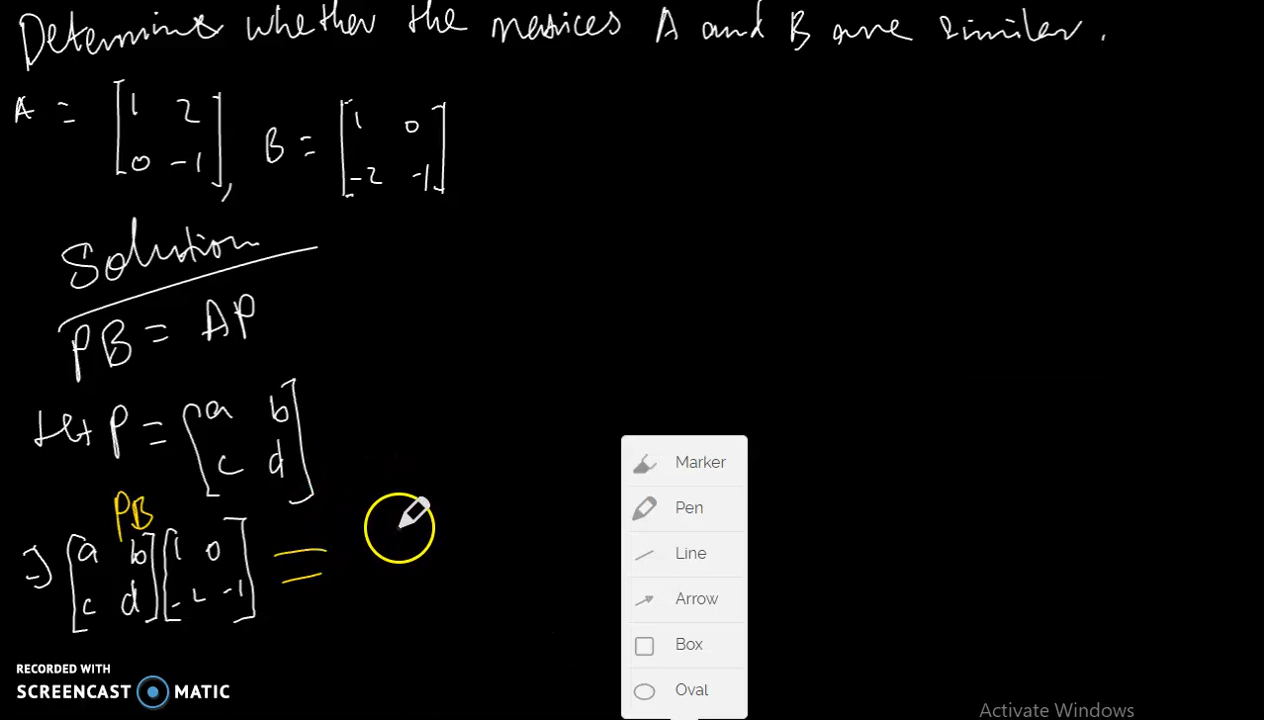 Determine whether the matrices A and B are similar.
A = [1 2
0 -1], B = [1 0
-2 -1]
Solution
PB = AP
Let P = [a b
c d]
PB
⇒ [a b [1 0 =
c d] -2 -1]
Marker
Pen
Line
Arrow
Box
Oval
RECORDED WITH
SCREENCAST MATIC
Activate Windows